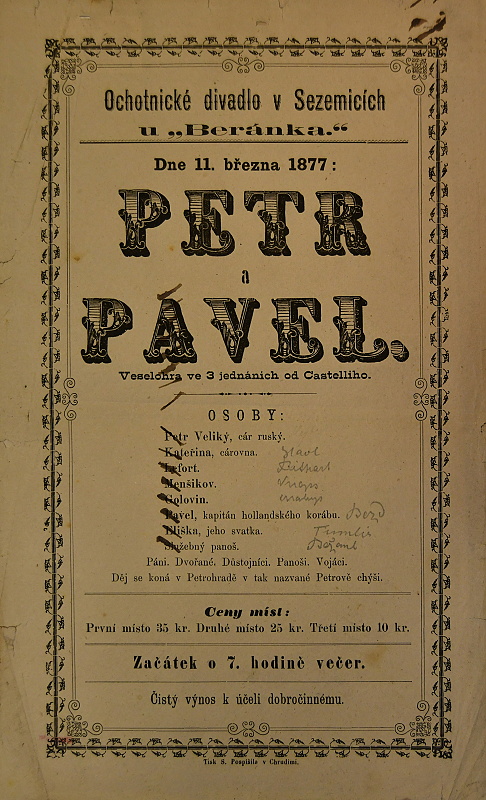 Ochotnické divadlo v Sezemicích
u „Beránka.“
Dne 11. března 1877:
PETR
a
PAVEL.
Veselohra ve 3 jednáních od Castelliho.
OSOBY:
Petr Veliký, cár ruský.
Kateřina, cárovna.
Lefort.
Menšikov.
Golovin.
Pavel, kapitán hollandského korábu.
Eliška, jeho svatka.
Služebný panoš.
Páni. Dvořané. Důstojníci. Panoši. Vojáci.
Děj se koná v Petrohradě v tak nazvané Petrově chýši.
Ceny míst:
První místo 35 kr. Druhé místo 25 kr. Třetí místo 10 kr.
Začátek o 7. hodině večer.
Čistý výnos k účeli dobročinnému.
Tisk S. Pospíšila v Chrudimi.